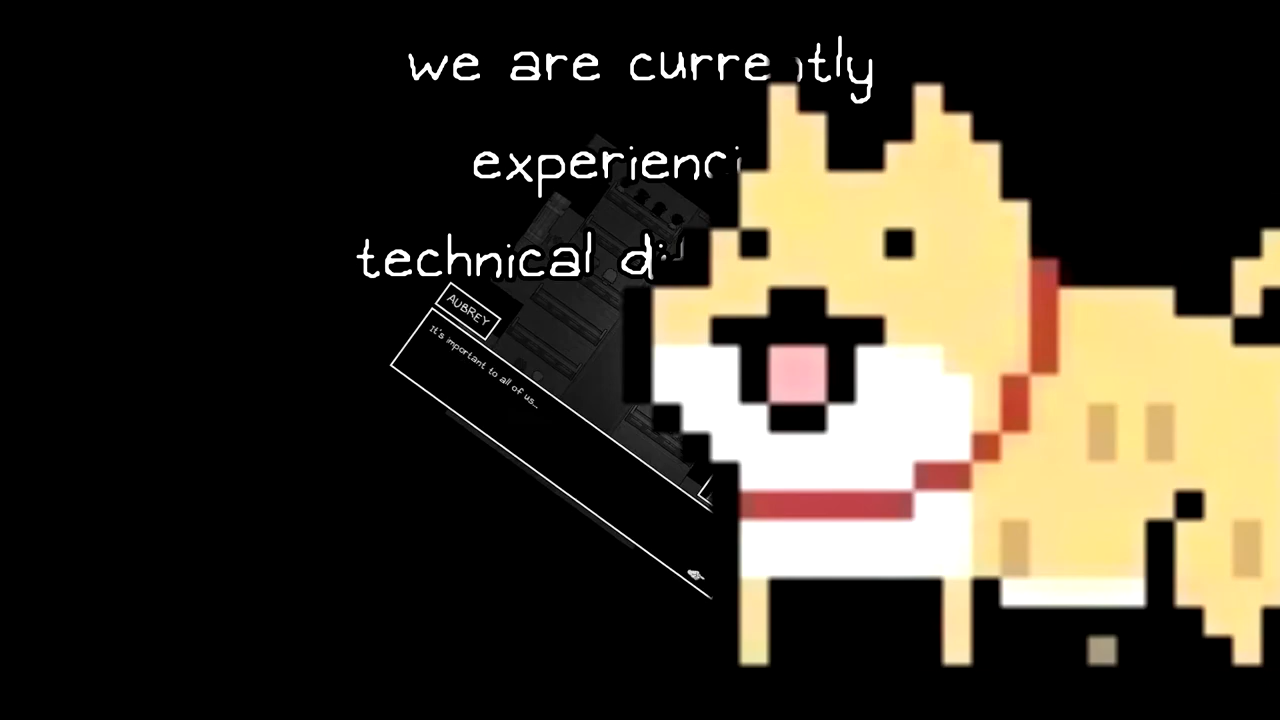 we are curre tly
experienc
technical d
AUBREY
It's important to all of us...